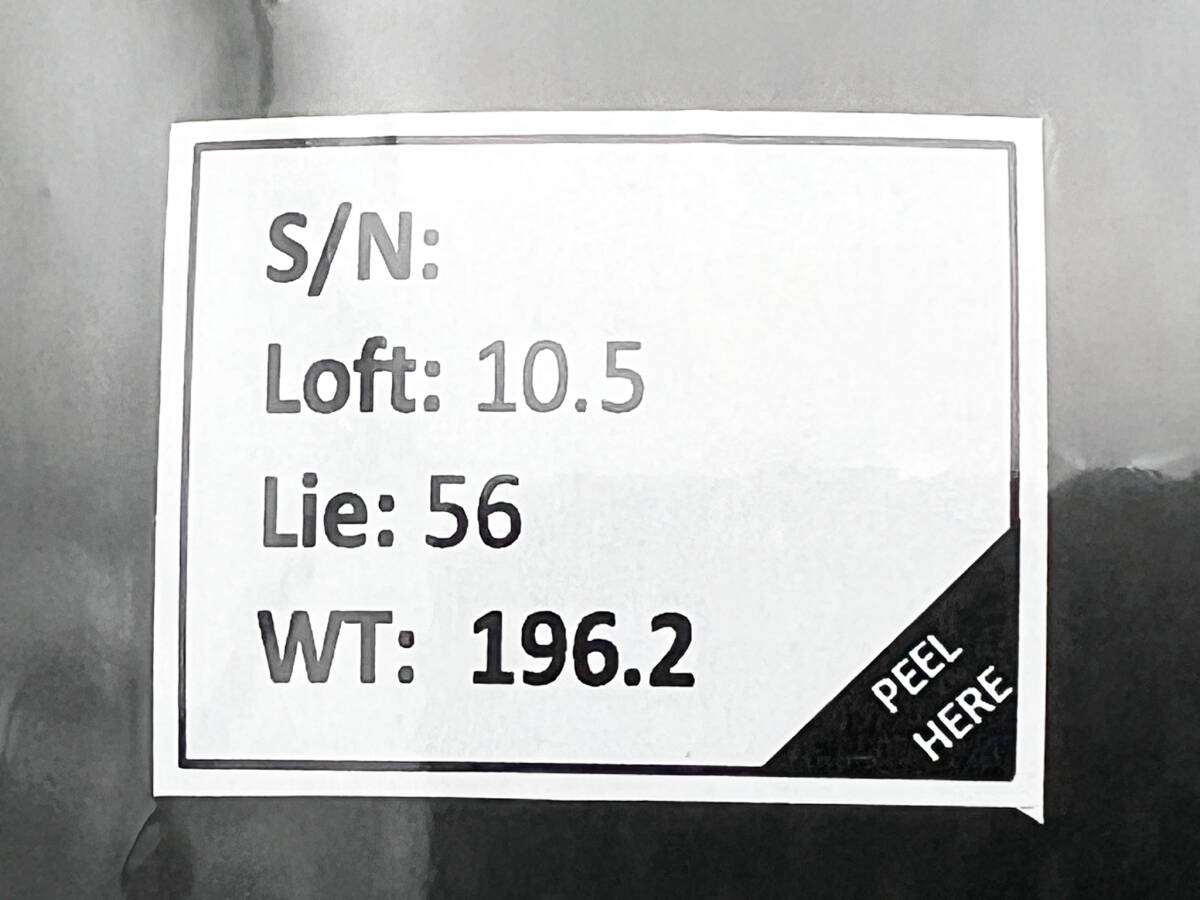 S/N:
Loft: 10.5
Lie: 56
WT: 196.2
PEEL
HERE